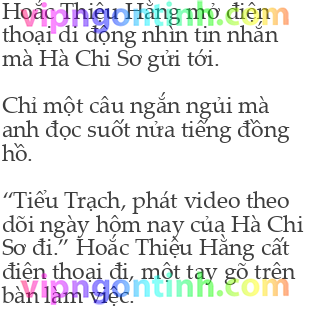 Hoắc Thiệu Hằng mở điện
thoại di động nhìn tin nhắn
mà Hà Chi Sơ gửi tới.
Chỉ một câu ngắn ngủi mà
anh đọc suốt nửa tiếng đồng
hồ.
“Tiểu Trạch, phát video theo
dõi ngày hôm nay của Hà Chi
Sơ đi.” Hoắc Thiệu Hằng cất
điện thoại đi, một tay gõ trên
bàn làm việc.
vipngontinh.com
vipngontinh.com